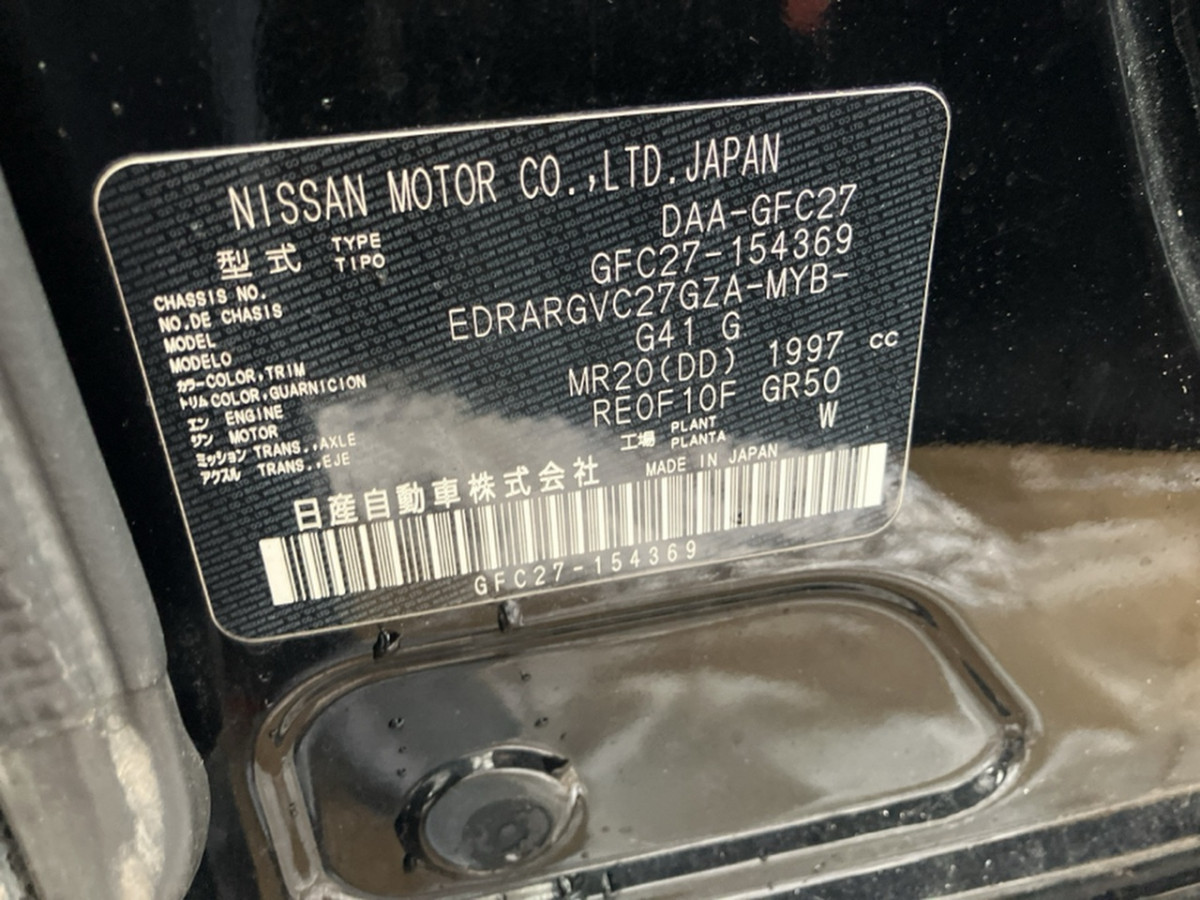 NISSAN MOTOR CO.,LTD.JAPAN
型式 TYPE DAA-GFC27
TIPO
CHASSIS NO. GFC27-154369
NO.DE CHASIS
MODEL EDRARGVC27GZA-MYB-
MODELO
カラー COLOR,TRIM G41 G
トリム COLOR,GUARNICION
エン ENGINE MR20(DD) 1997 cc
ジン MOTOR
ミッション TRANS.,AXLE RE0F10F GR50
アクスル TRANS.,EJE
工場 PLANT W
PLANTA
日産自動車株式会社 MADE IN JAPAN
GFC27-154369